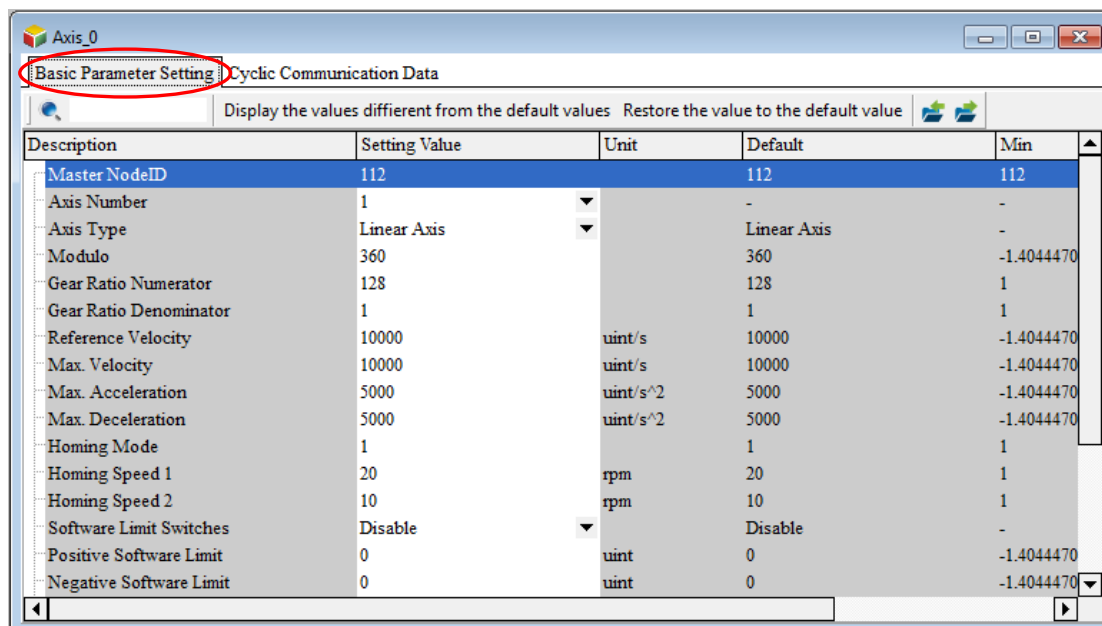 Axis_0
Basic Parameter Setting Cyclic Communication Data
Display the values diffierent from the default values Restore the value to the default value
Description Setting Value Unit Default Min
Master NodeID 112 112 112
Axis Number 1 - -
Axis Type Linear Axis Linear Axis -
Modulo 360 360 -1.4044470
Gear Ratio Numerator 128 128 1
Gear Ratio Denominator 1 1 1
Reference Velocity 10000 uint/s 10000 -1.4044470
Max. Velocity 10000 uint/s 10000 -1.4044470
Max. Acceleration 5000 uint/s^2 5000 -1.4044470
Max. Deceleration 5000 uint/s^2 5000 -1.4044470
Homing Mode 1 1 1
Homing Speed 1 20 rpm 20 1
Homing Speed 2 10 rpm 10 1
Software Limit Switches Disable Disable -
Positive Software Limit 0 uint 0 -1.4044470
Negative Software Limit 0 uint 0 -1.4044470